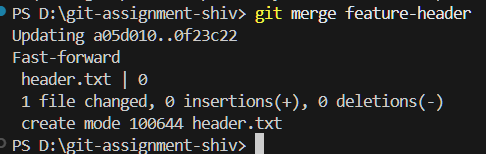 PS D:\git-assignment-shiv> git merge feature-header
Updating a05d010..0f23c22
Fast-forward
 header.txt | 0
 1 file changed, 0 insertions(+), 0 deletions(-)
 create mode 100644 header.txt
PS D:\git-assignment-shiv>